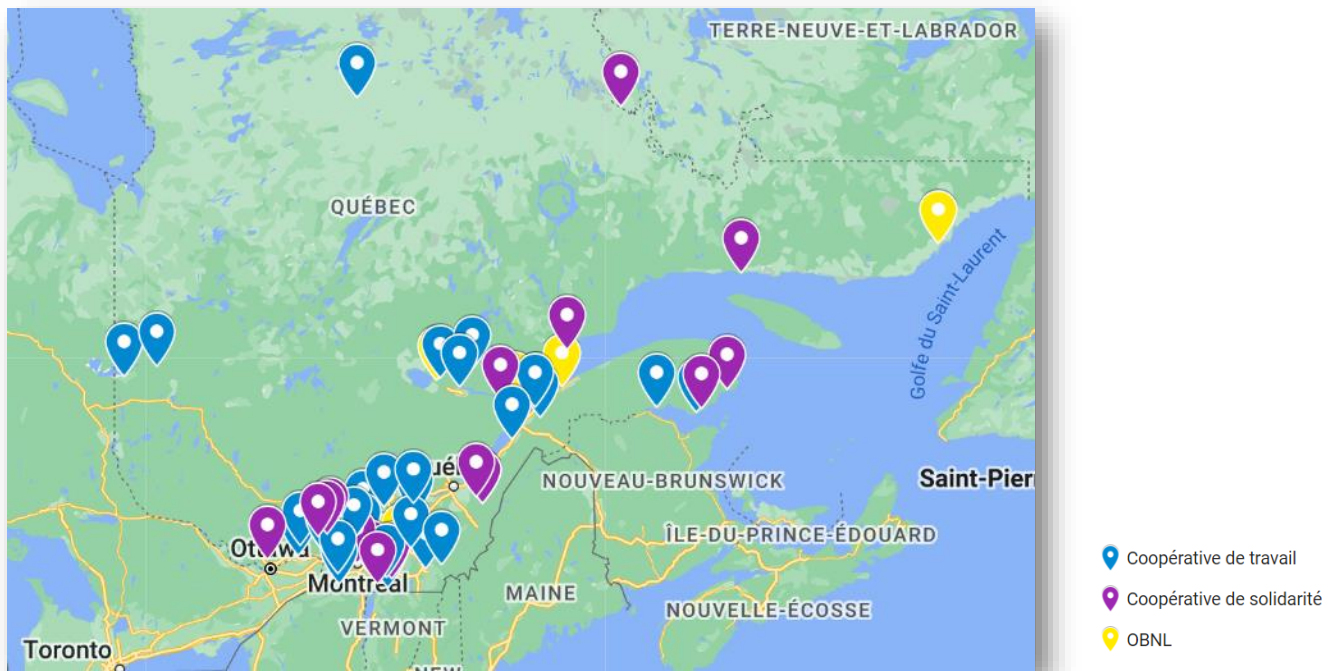 TERRE-NEUVE-ET-LABRADOR
QUÉBEC
Golfe du Saint-Laurent
NOUVEAU-BRUNSWICK
Saint-Pier
ÎLE-DU-PRINCE-ÉDOUARD
Ottawa
Montréal
MAINE
NOUVELLE-ÉCOSSE
VERMONT
Toronto
NEW
Coopérative de travail
Coopérative de solidarité
OBNL